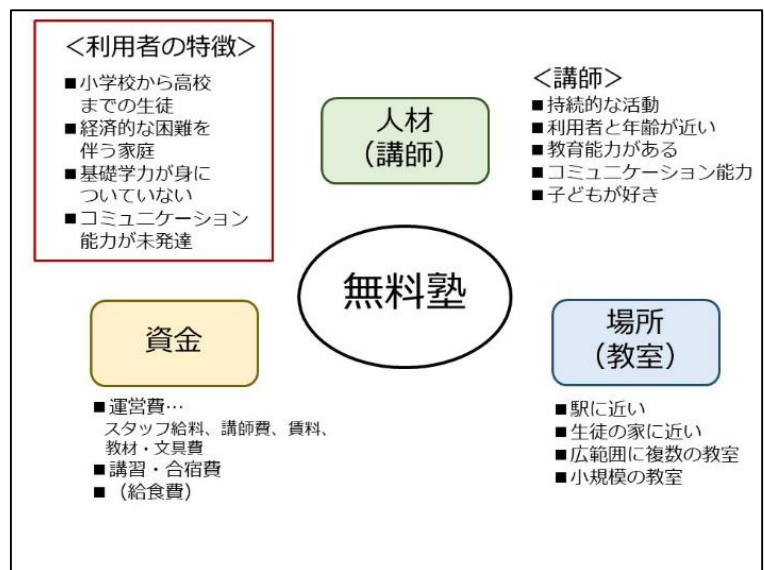 ＜利用者の特徴＞
■小学校から高校
までの生徒
■経済的な困難を
伴う家庭
■基礎学力が身に
ついていない
■コミュニケーション
能力が未発達
人材
（講師）
＜講師＞
■持続的な活動
■利用者と年齢が近い
■教育能力がある
■コミュニケーション能力
■子どもが好き
無料塾
資金
■運営費…
スタッフ給料、講師費、賃料、
教材・文具費
■講習・合宿費
■（給食費）
場所
（教室）
■駅に近い
■生徒の家に近い
■広範囲に複数の教室
■小規模の教室